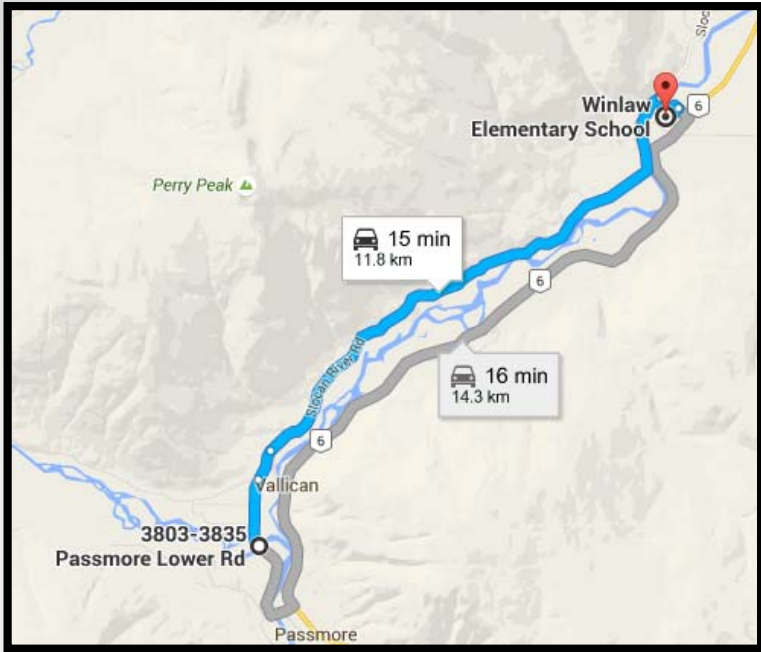 Sloc
6
Winlaw
Elementary School
Perry Peak
15 min
11.8 km
6
16 min
14.3 km
Slocan River Rd
6
Vallican
3803-3835
Passmore Lower Rd
Passmore